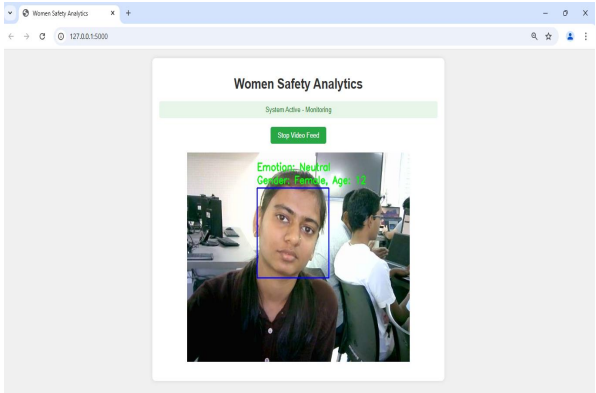 Women Safety Analytics
127.0.0.1:5000
Women Safety Analytics
System Active - Monitoring
Stop Video Feed
Emotion: Neutral
Gender: Female, Age: 12